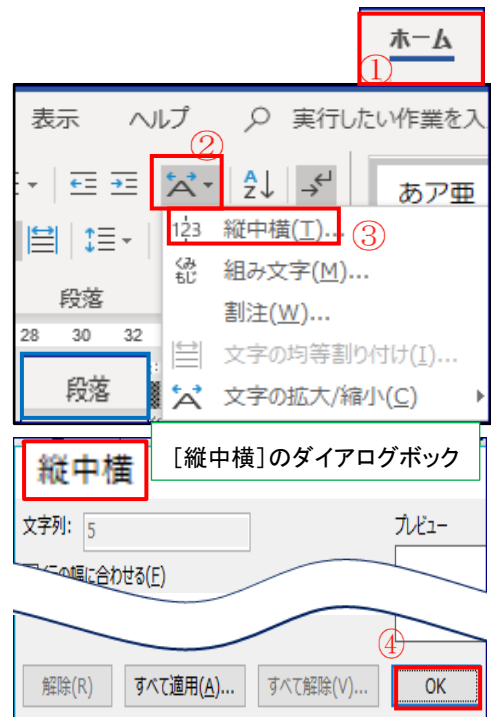 ホーム
①
表示 ヘルプ 実行したい作業を入
②
A Z↓
あア亜
123 縦中横(T)...
③
段落
くみもじ 組み文字(M)...
割注(W)...
28 30 32
文字の均等割り付け(I)...
段落
文字の拡大/縮小(C)
[縦中横]のダイアログボック
縦中横
文字列: 5
プレビュー
行の幅に合わせる(F)
④
解除(R) すべて適用(A)... すべて解除(V)... OK